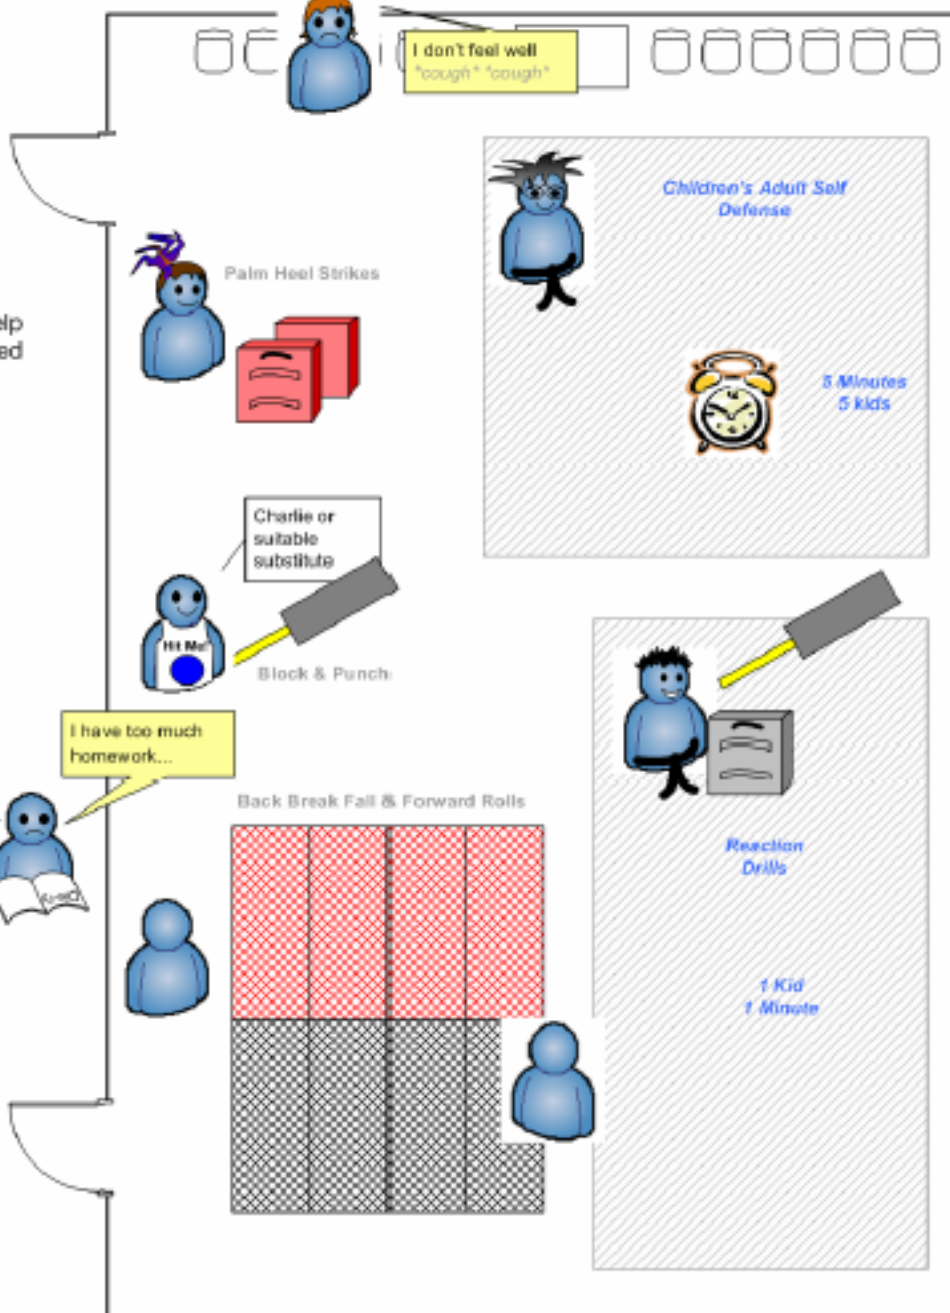 I don't feel well
*cough* *cough*
Children's Adult Self
Defense
Palm Heel Strikes
elp
ed
5 Minutes
5 kids
Charlie or
suitable
substitute
Hit Me!
Block & Punch
I have too much
homework...
Back Break Fall & Forward Rolls
Reaction
Drills
1 Kid
1 Minute